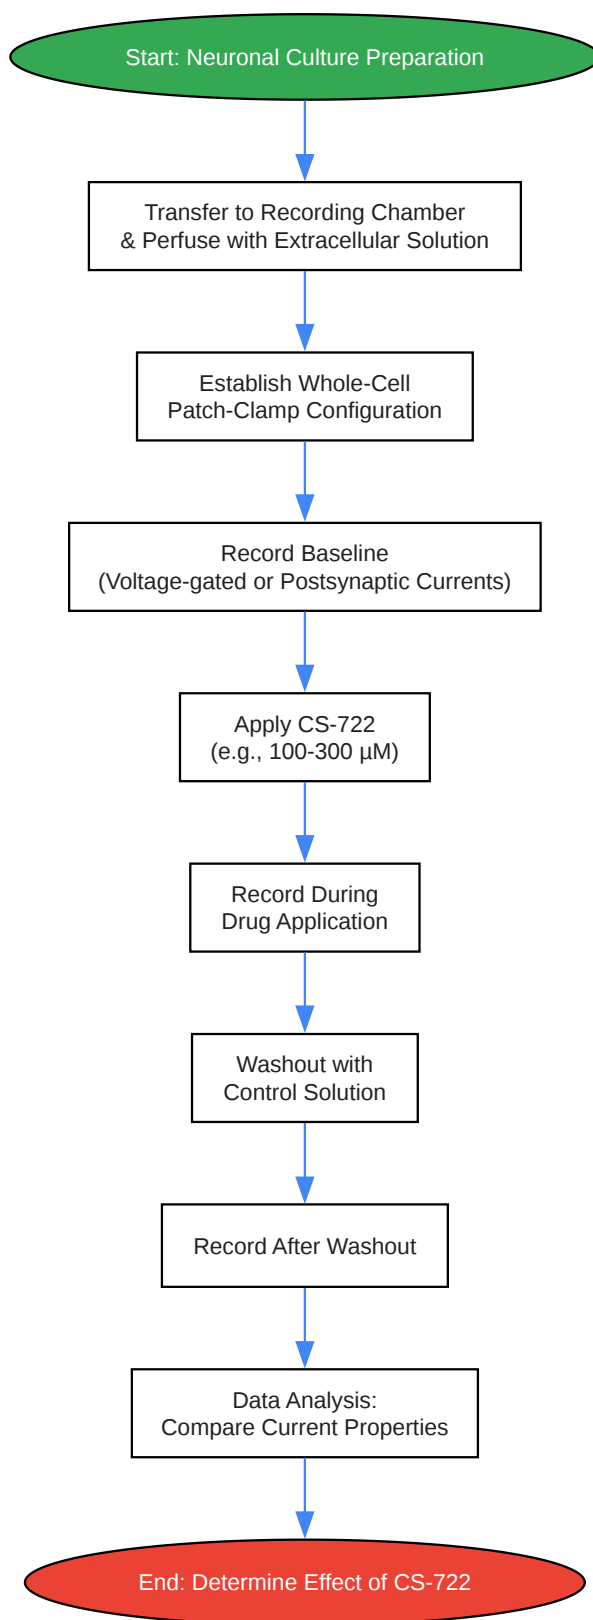 Start: Neuronal Culture Preparation
Transfer to Recording Chamber
& Perfuse with Extracellular Solution
Establish Whole-Cell
Patch-Clamp Configuration
Record Baseline
(Voltage-gated or Postsynaptic Currents)
Apply CS-722
(e.g., 100-300 µM)
Record During
Drug Application
Washout with
Control Solution
Record After Washout
Data Analysis:
Compare Current Properties
End: Determine Effect of CS-722